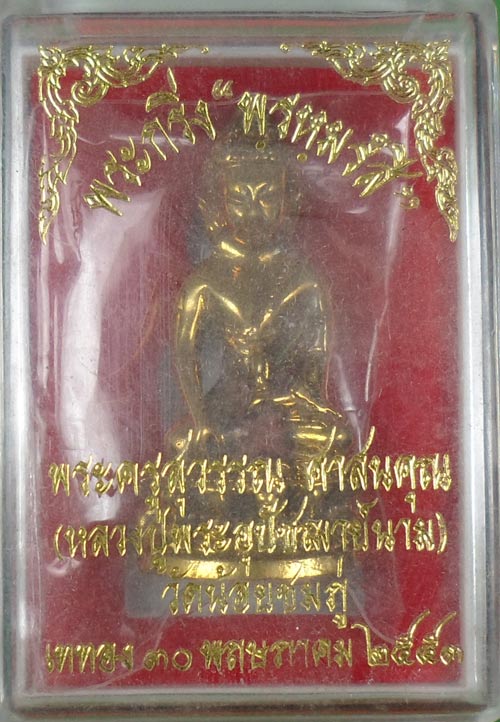 พระกริ่ง "พรหมรังสี"
พระครูสุวรรณ ศาสนคุณ
(หลวงปู่พระอุปัชฌาย์นาม)
วัดน้อยชมภู่
เททอง ๓๐ พฤษภาคม ๒๕๕๓